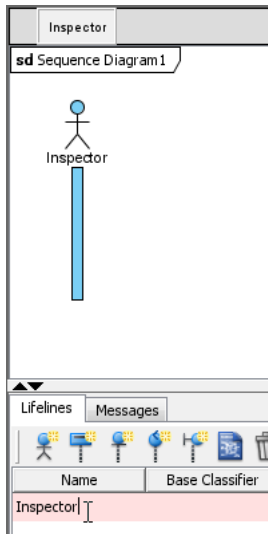 Inspector
sd Sequence Diagram1
Inspector
Lifelines Messages
Name Base Classifier
Inspector